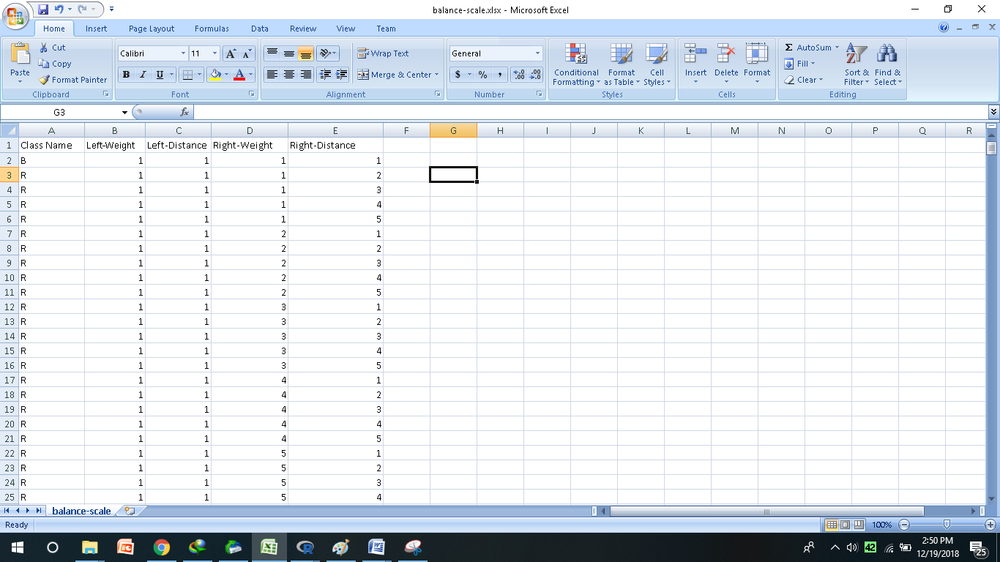 balance-scale.xlsx - Microsoft Excel
Home Insert Page Layout Formulas Data Review View Team
Paste
Cut
Copy
Format Painter
Clipboard
Calibri 11
B I U
Font
Wrap Text
Merge & Center
Alignment
General
$ % ,
Number
Conditional Formatting
Format as Table
Cell Styles
Styles
Insert Delete Format
Cells
Σ AutoSum
Fill
Clear
Sort & Filter
Find & Select
Editing
G3 fx
A B C D E F G H I J K L M N O P Q R
1 Class Name Left-Weight Left-Distance Right-Weight Right-Distance
2 B 1 1 1 1
3 R 1 1 1 2
4 R 1 1 1 3
5 R 1 1 1 4
6 R 1 1 1 5
7 R 1 1 2 1
8 R 1 1 2 2
9 R 1 1 2 3
10 R 1 1 2 4
11 R 1 1 2 5
12 R 1 1 3 1
13 R 1 1 3 2
14 R 1 1 3 3
15 R 1 1 3 4
16 R 1 1 3 5
17 R 1 1 4 1
18 R 1 1 4 2
19 R 1 1 4 3
20 R 1 1 4 4
21 R 1 1 4 5
22 R 1 1 5 1
23 R 1 1 5 2
24 R 1 1 5 3
25 R 1 1 5 4
balance-scale
Ready 100%
42
2:50 PM
12/19/2018
25